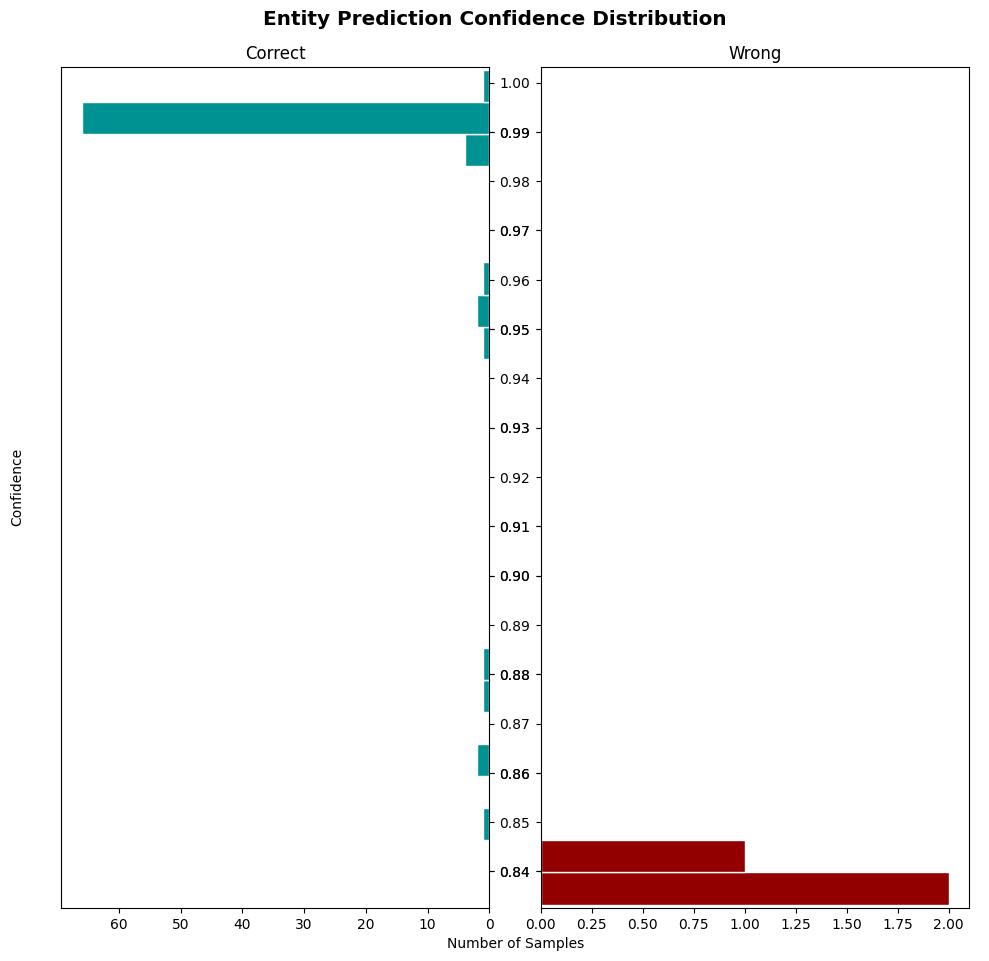 Entity Prediction Confidence Distribution
Correct
Wrong
Confidence
1.00
0.99
0.98
0.97
0.96
0.95
0.94
0.93
0.92
0.91
0.90
0.89
0.88
0.87
0.86
0.85
0.84
60 50 40 30 20 10 0
0.00 0.25 0.50 0.75 1.00 1.25 1.50 1.75 2.00
Number of Samples